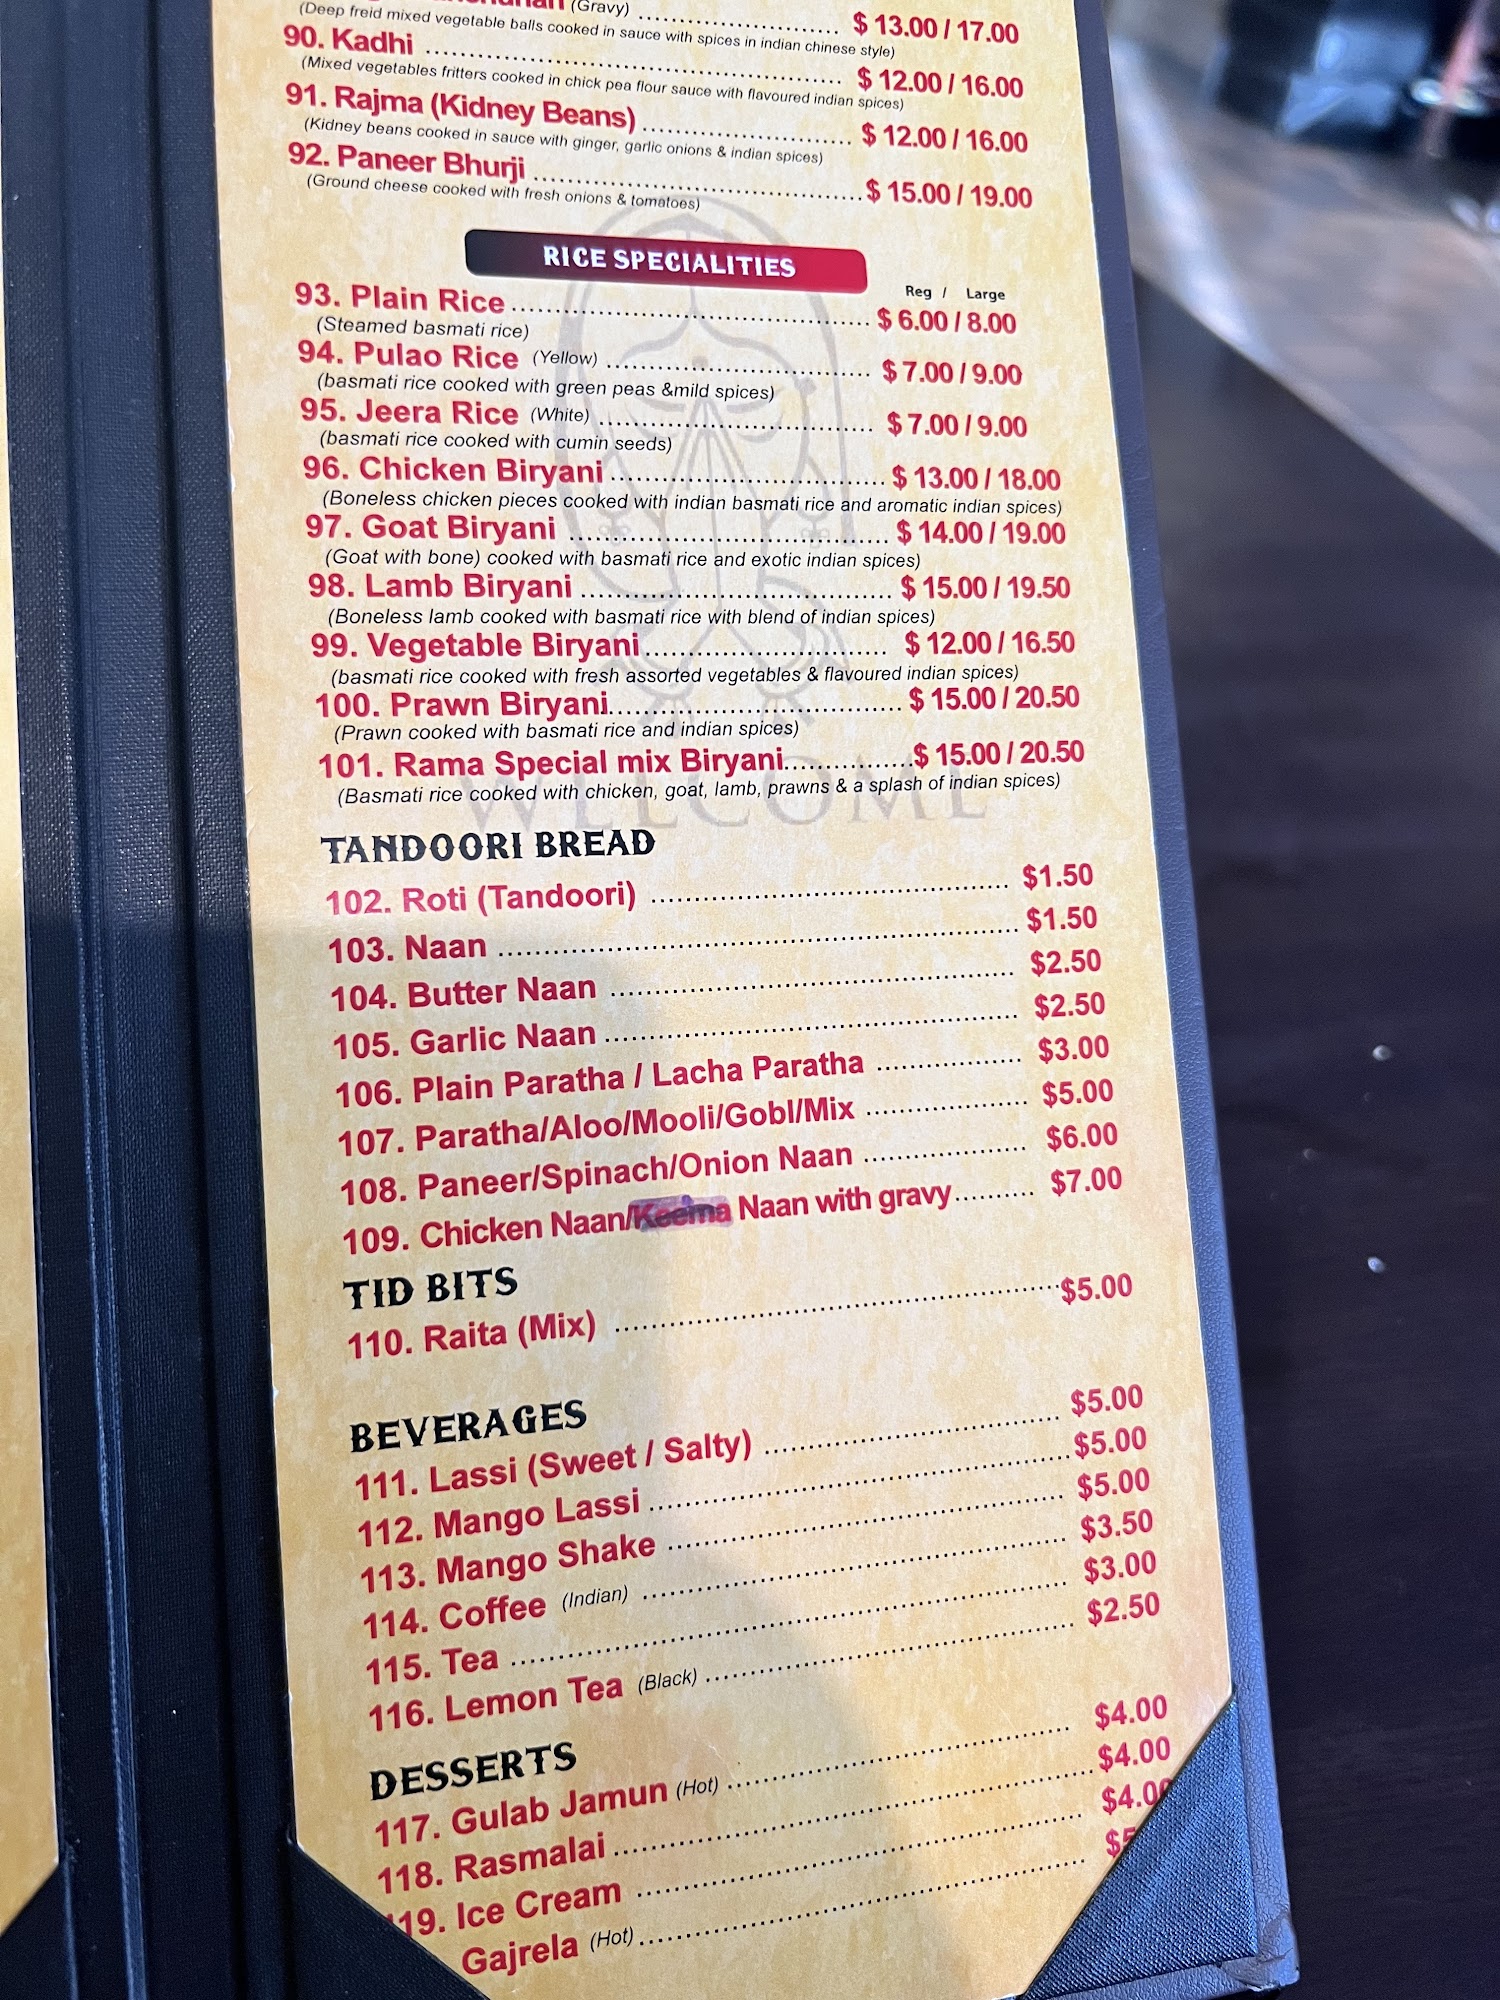 (Gravy) ........................ $ 13.00 / 17.00
(Deep freid mixed vegetable balls cooked in sauce with spices in indian chinese style)
90. Kadhi ........................ $ 12.00 / 16.00
(Mixed vegetables fritters cooked in chick pea flour sauce with flavoured indian spices)
91. Rajma (Kidney Beans) ........................ $ 12.00 / 16.00
(Kidney beans cooked in sauce with ginger, garlic onions & indian spices)
92. Paneer Bhurji ........................ $ 15.00 / 19.00
(Ground cheese cooked with fresh onions & tomatoes)
RICE SPECIALITIES
Reg / Large
93. Plain Rice ........................ $ 6.00 / 8.00
(Steamed basmati rice)
94. Pulao Rice (Yellow) ........................ $ 7.00 / 9.00
(basmati rice cooked with green peas &mild spices)
95. Jeera Rice (White) ........................ $ 7.00 / 9.00
(basmati rice cooked with cumin seeds)
96. Chicken Biryani ........................ $ 13.00 / 18.00
(Boneless chicken pieces cooked with indian basmati rice and aromatic indian spices)
97. Goat Biryani ........................ $ 14.00 / 19.00
(Goat with bone) cooked with basmati rice and exotic indian spices)
98. Lamb Biryani ........................ $ 15.00 / 19.50
(Boneless lamb cooked with basmati rice with blend of indian spices)
99. Vegetable Biryani ........................ $ 12.00 / 16.50
(basmati rice cooked with fresh assorted vegetables & flavoured indian spices)
100. Prawn Biryani ........................ $ 15.00 / 20.50
(Prawn cooked with basmati rice and indian spices)
101. Rama Special mix Biryani ................ $ 15.00 / 20.50
(Basmati rice cooked with chicken, goat, lamb, prawns & a splash of indian spices)
WELCOME
TANDOORI BREAD
102. Roti (Tandoori) ........................ $1.50
103. Naan ........................ $1.50
104. Butter Naan ........................ $2.50
105. Garlic Naan ........................ $2.50
106. Plain Paratha / Lacha Paratha ................ $3.00
107. Paratha/Aloo/Mooli/Gobl/Mix ................ $5.00
108. Paneer/Spinach/Onion Naan ................ $6.00
109. Chicken Naan/Keema Naan with gravy.......... $7.00
TID BITS
110. Raita (Mix) ........................ $5.00
BEVERAGES
111. Lassi (Sweet / Salty) ........................ $5.00
112. Mango Lassi ........................ $5.00
113. Mango Shake ........................ $5.00
114. Coffee (Indian) ........................ $3.50
115. Tea ........................ $3.00
116. Lemon Tea (Black) ........................ $2.50
DESSERTS
117. Gulab Jamun (Hot) ........................ $4.00
118. Rasmalai ........................ $4.00
119. Ice Cream ........................ $4.00
Gajrela (Hot) ........................ $5